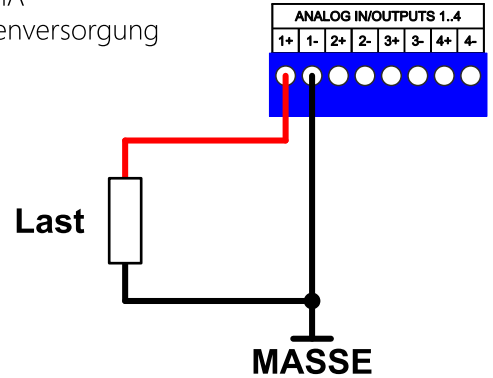 enversorgung
ANALOG IN/OUTPUTS 1..4
1+ 1- 2+ 2- 3+ 3- 4+ 4-
Last
MASSE